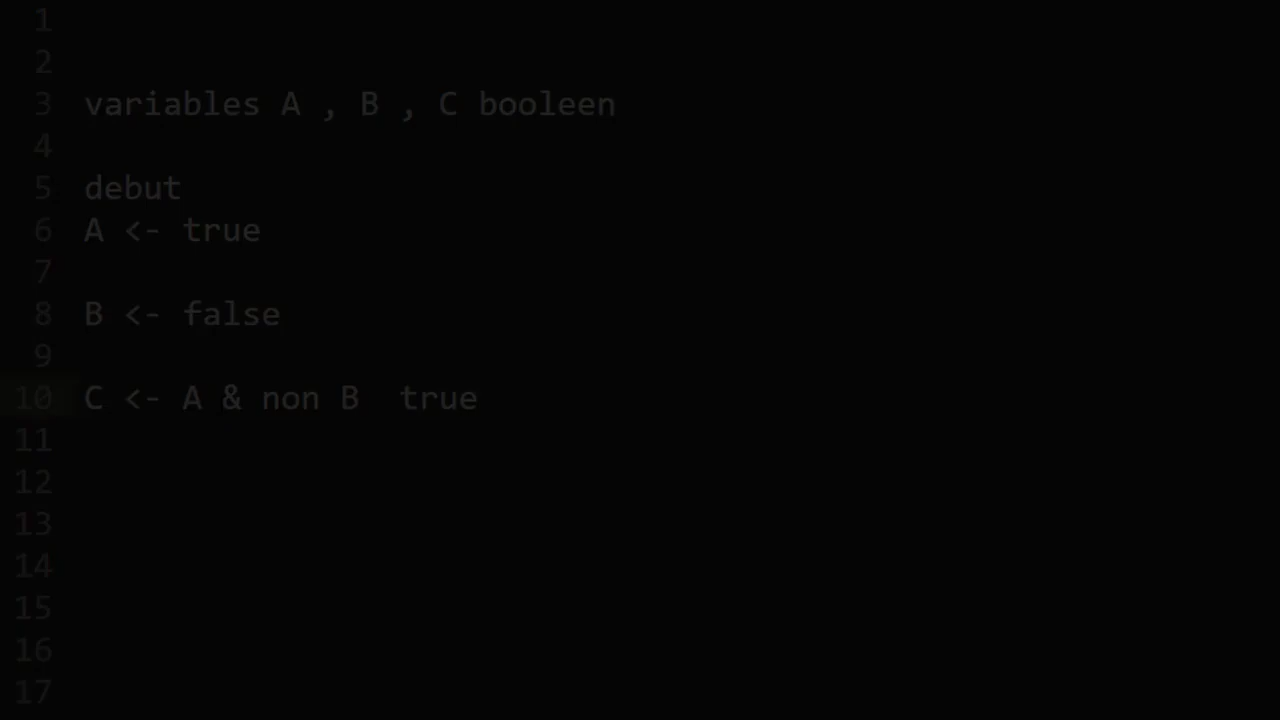 1
2
3 variables A , B , C booleen
4
5 debut
6 A <- true
7
8 B <- false
9
10 C <- A & non B  true
11
12
13
14
15
16
17